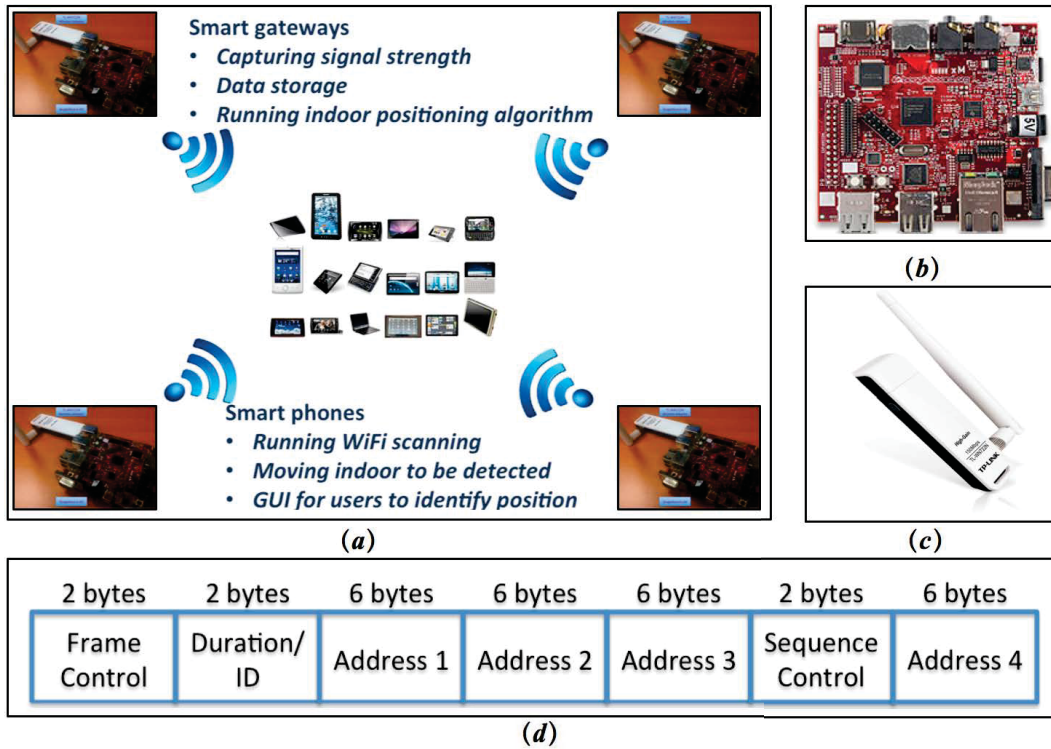 Smart gateways
• Capturing signal strength
• Data storage
• Running indoor positioning algorithm
Smart phones
• Running WiFi scanning
• Moving indoor to be detected
• GUI for users to identify position
(a)
xM
5V
(b)
High-Gain
TP-LINK
(c)
2 bytes 2 bytes 6 bytes 6 bytes 6 bytes 2 bytes 6 bytes
Frame Control
Duration/ ID
Address 1
Address 2
Address 3
Sequence Control
Address 4
(d)